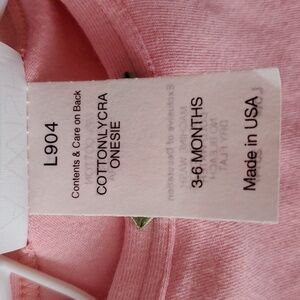 L904
Contents & Care on Back
COTTON\LYCRA
ONESIE
3-6 MONTHS
Made in USA